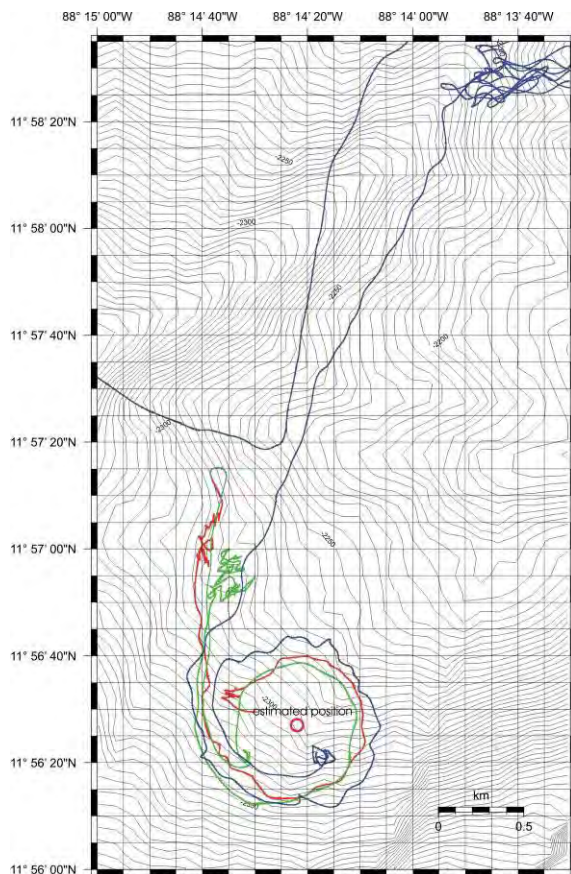 88° 15'00"W 88° 14'40"W 88° 14'20"W 88° 14'00"W 88° 13'40"W
11° 58'20"N
-2250
11° 58'00"N
-2300
-2250
11° 57'40"N
-2200
11° 57'20"N
-2300
11° 57'00"N
-2250
11° 56'40"N
-2300
estimated position
11° 56'20"N
km
-2350
0 0.5
11° 56'00"N